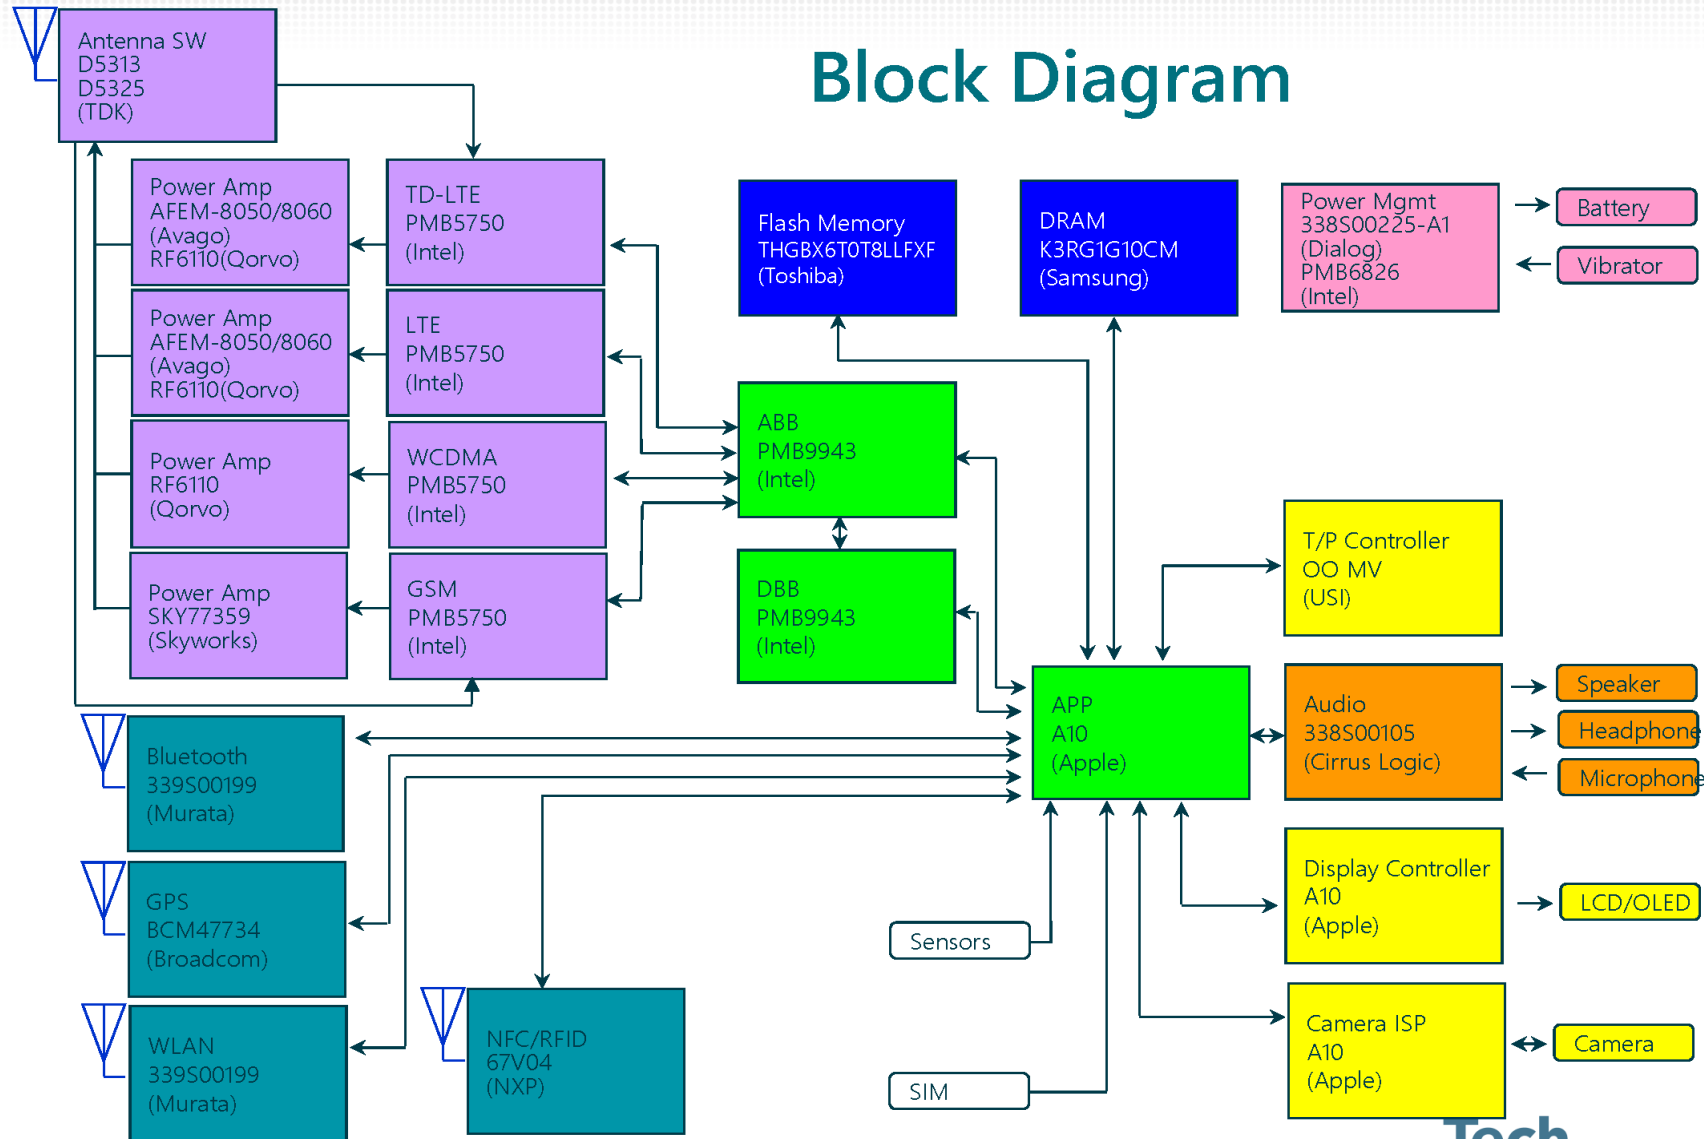 Block Diagram
Antenna SW
D5313
D5325
(TDK)
Power Amp
AFEM-8050/8060
(Avago)
RF6110(Qorvo)
TD-LTE
PMB5750
(Intel)
Power Amp
AFEM-8050/8060
(Avago)
RF6110(Qorvo)
LTE
PMB5750
(Intel)
Power Amp
RF6110
(Qorvo)
WCDMA
PMB5750
(Intel)
Power Amp
SKY77359
(Skyworks)
GSM
PMB5750
(Intel)
Flash Memory
THGBX6T0T8LLFXF
(Toshiba)
DRAM
K3RG1G10CM
(Samsung)
Power Mgmt
338S00225-A1
(Dialog)
PMB6826
(Intel)
Battery
Vibrator
ABB
PMB9943
(Intel)
DBB
PMB9943
(Intel)
T/P Controller
OO MV
(USI)
APP
A10
(Apple)
Audio
338S00105
(Cirrus Logic)
Speaker
Headphone
Microphone
Bluetooth
339S00199
(Murata)
GPS
BCM47734
(Broadcom)
WLAN
339S00199
(Murata)
NFC/RFID
67V04
(NXP)
Sensors
SIM
Display Controller
A10
(Apple)
LCD/OLED
Camera ISP
A10
(Apple)
Camera
Tech